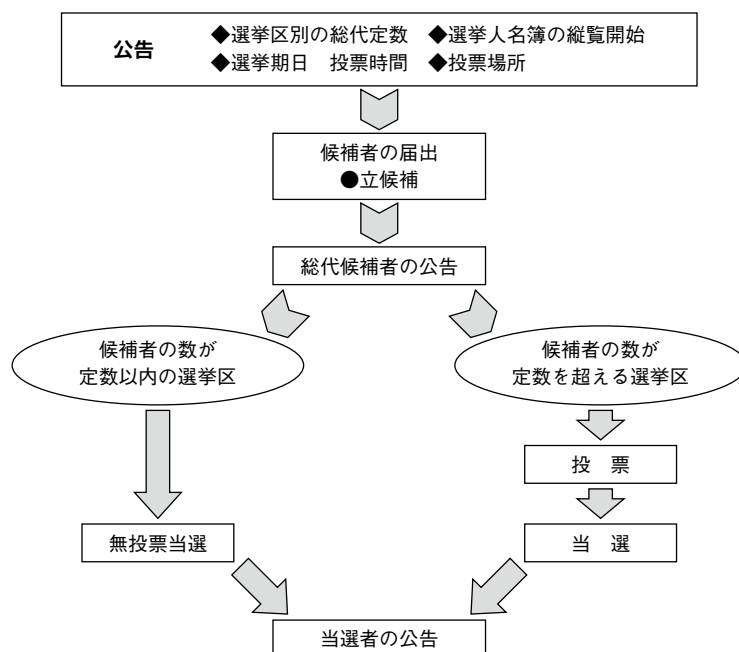 公告
◆選挙区別の総代定数　◆選挙人名簿の縦覧開始
◆選挙期日　投票時間　◆投票場所
候補者の届出
●立候補
総代候補者の公告
候補者の数が
定数以内の選挙区
候補者の数が
定数を超える選挙区
投　票
無投票当選
当　選
当選者の公告